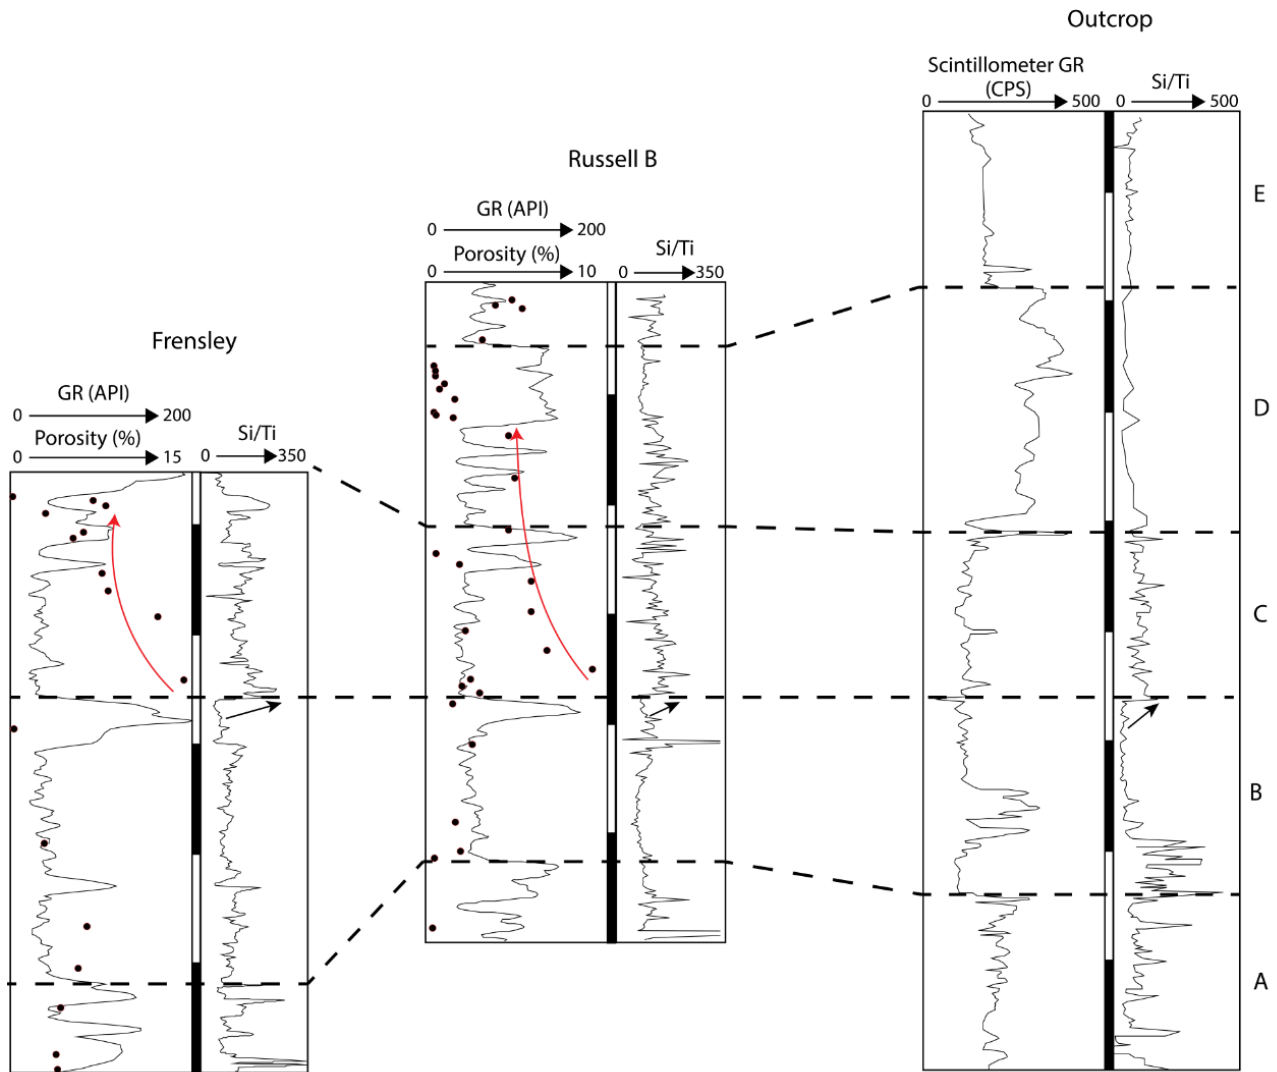 Outcrop
Scintillometer GR
(CPS)
0 500
Si/Ti
0 500
Russell B
GR (API)
0 200
Porosity (%)
0 10
Si/Ti
0 350
Frensley
GR (API)
0 200
Porosity (%)
0 15
Si/Ti
0 350
E
D
C
B
A